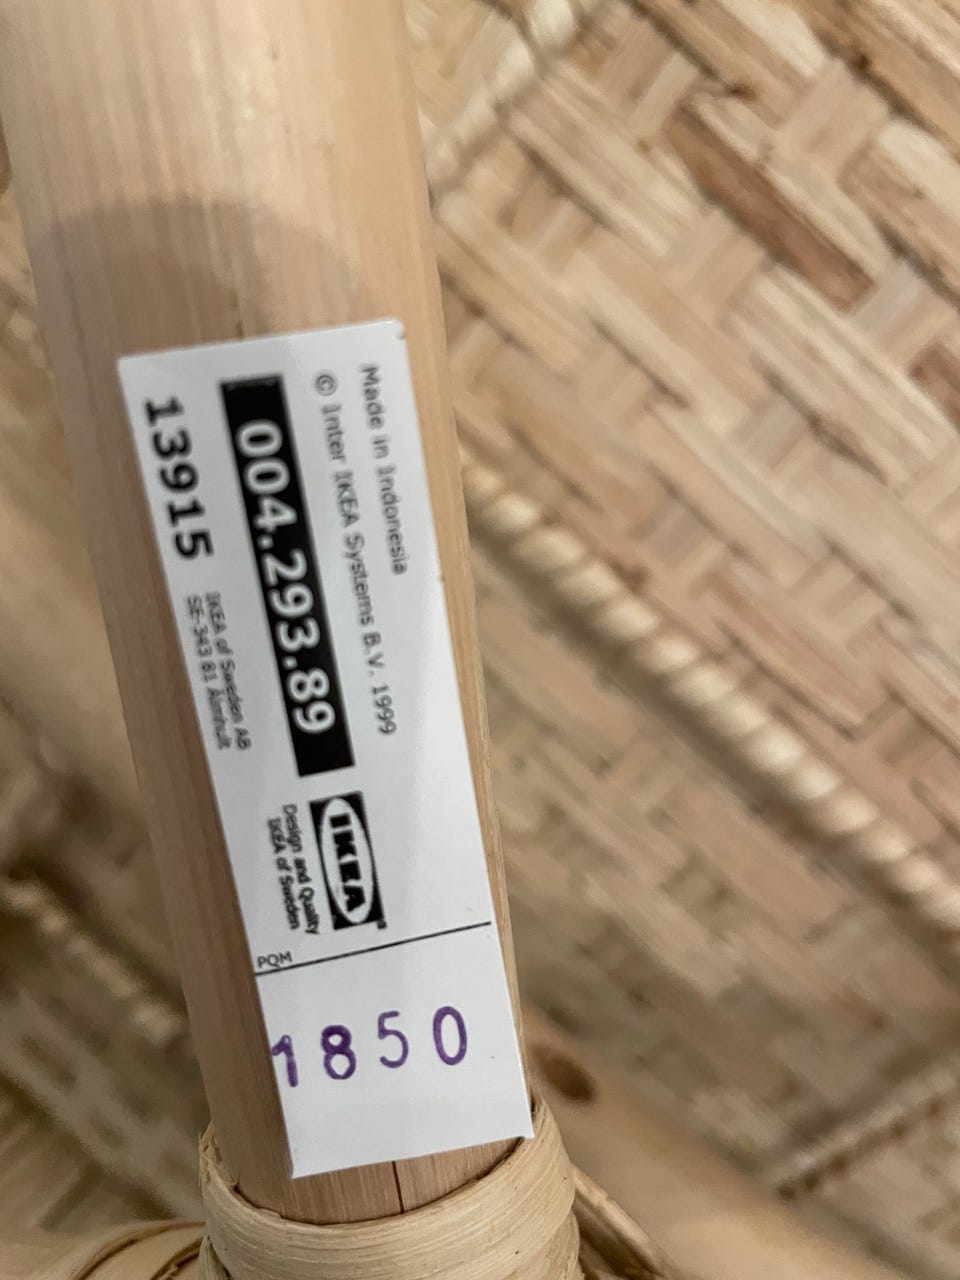 Made in Indonesia
© Inter IKEA Systems B.V. 1999
004.293.89
13915
IKEA of Sweden AB
SE-343 81 Älmhult
IKEA®
Design and Quality
IKEA of Sweden
PQM
1850